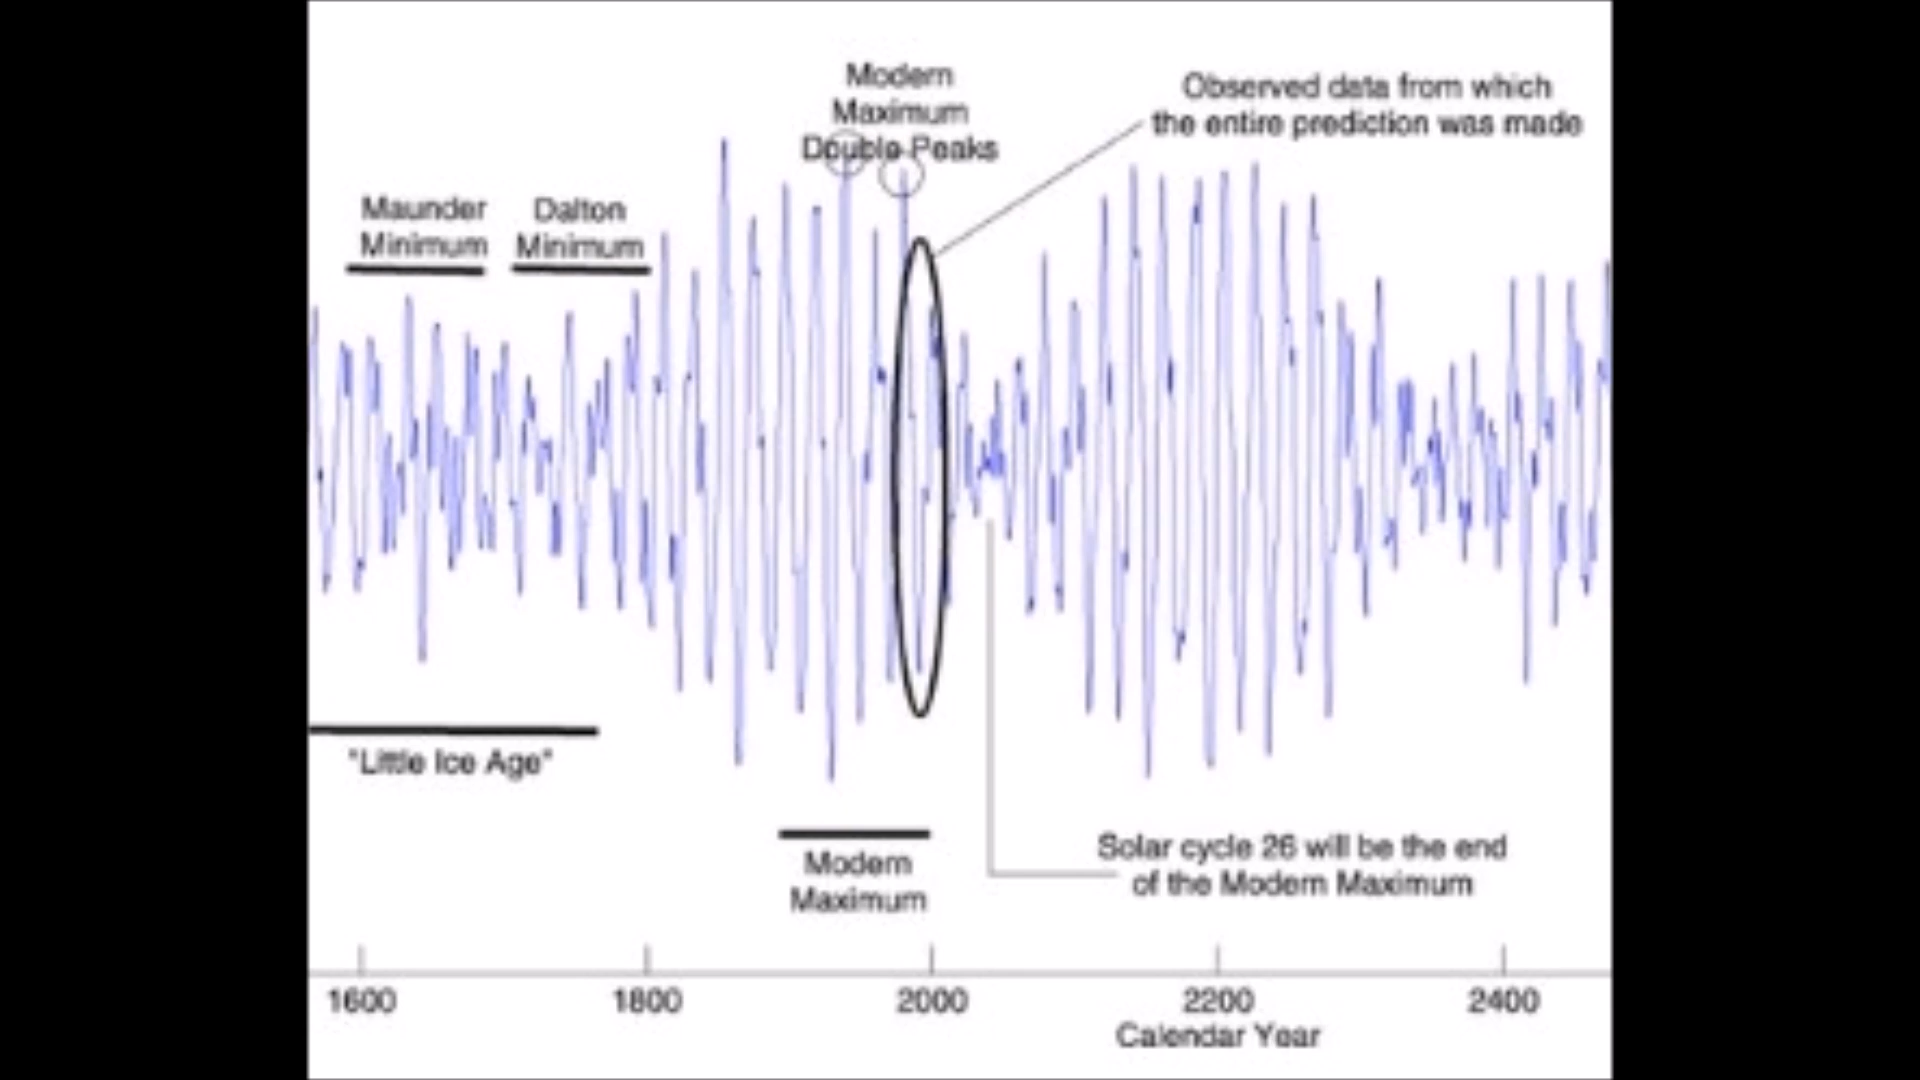 Modern
Maximum
Double Peaks
Observed data from which
the entire prediction was made
Maunder
Minimum
Dalton
Minimum
"Little Ice Age"
Modern
Maximum
Solar cycle 26 will be the end
of the Modern Maximum
1600 1800 2000 2200 2400
Calendar Year